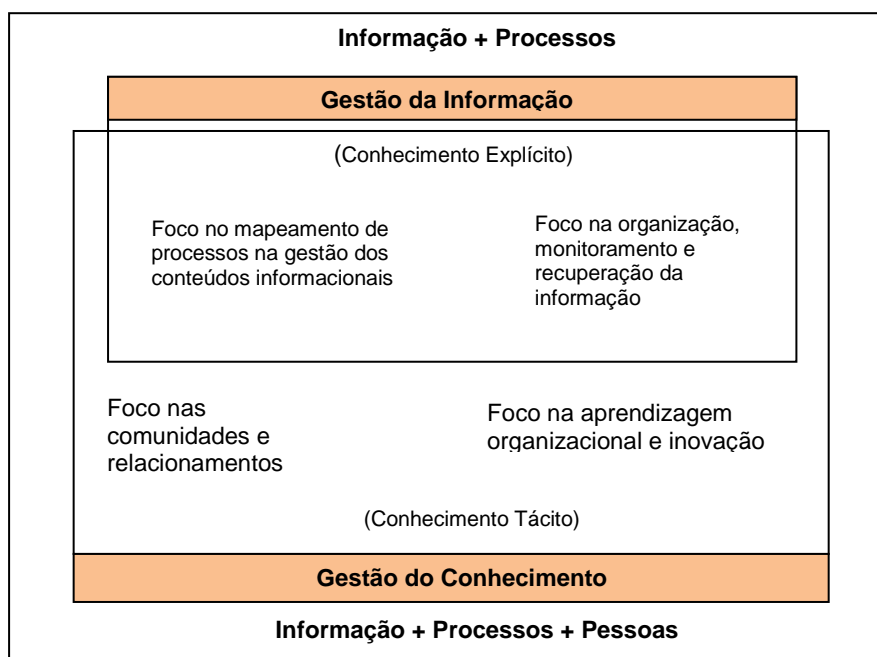 Informação + Processos
Gestão da Informação
(Conhecimento Explícito)
Foco no mapeamento de
processos na gestão dos
conteúdos informacionais
Foco na organização,
monitoramento e
recuperação da
informação
Foco nas
comunidades e
relacionamentos
Foco na aprendizagem
organizacional e inovação
(Conhecimento Tácito)
Gestão do Conhecimento
Informação + Processos + Pessoas